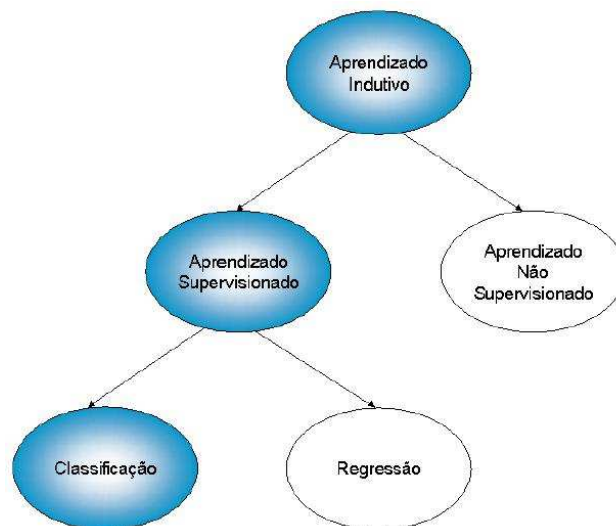 Aprendizado
Indutivo
Aprendizado
Supervisionado
Aprendizado
Não
Supervisionado
Classificação
Regressão